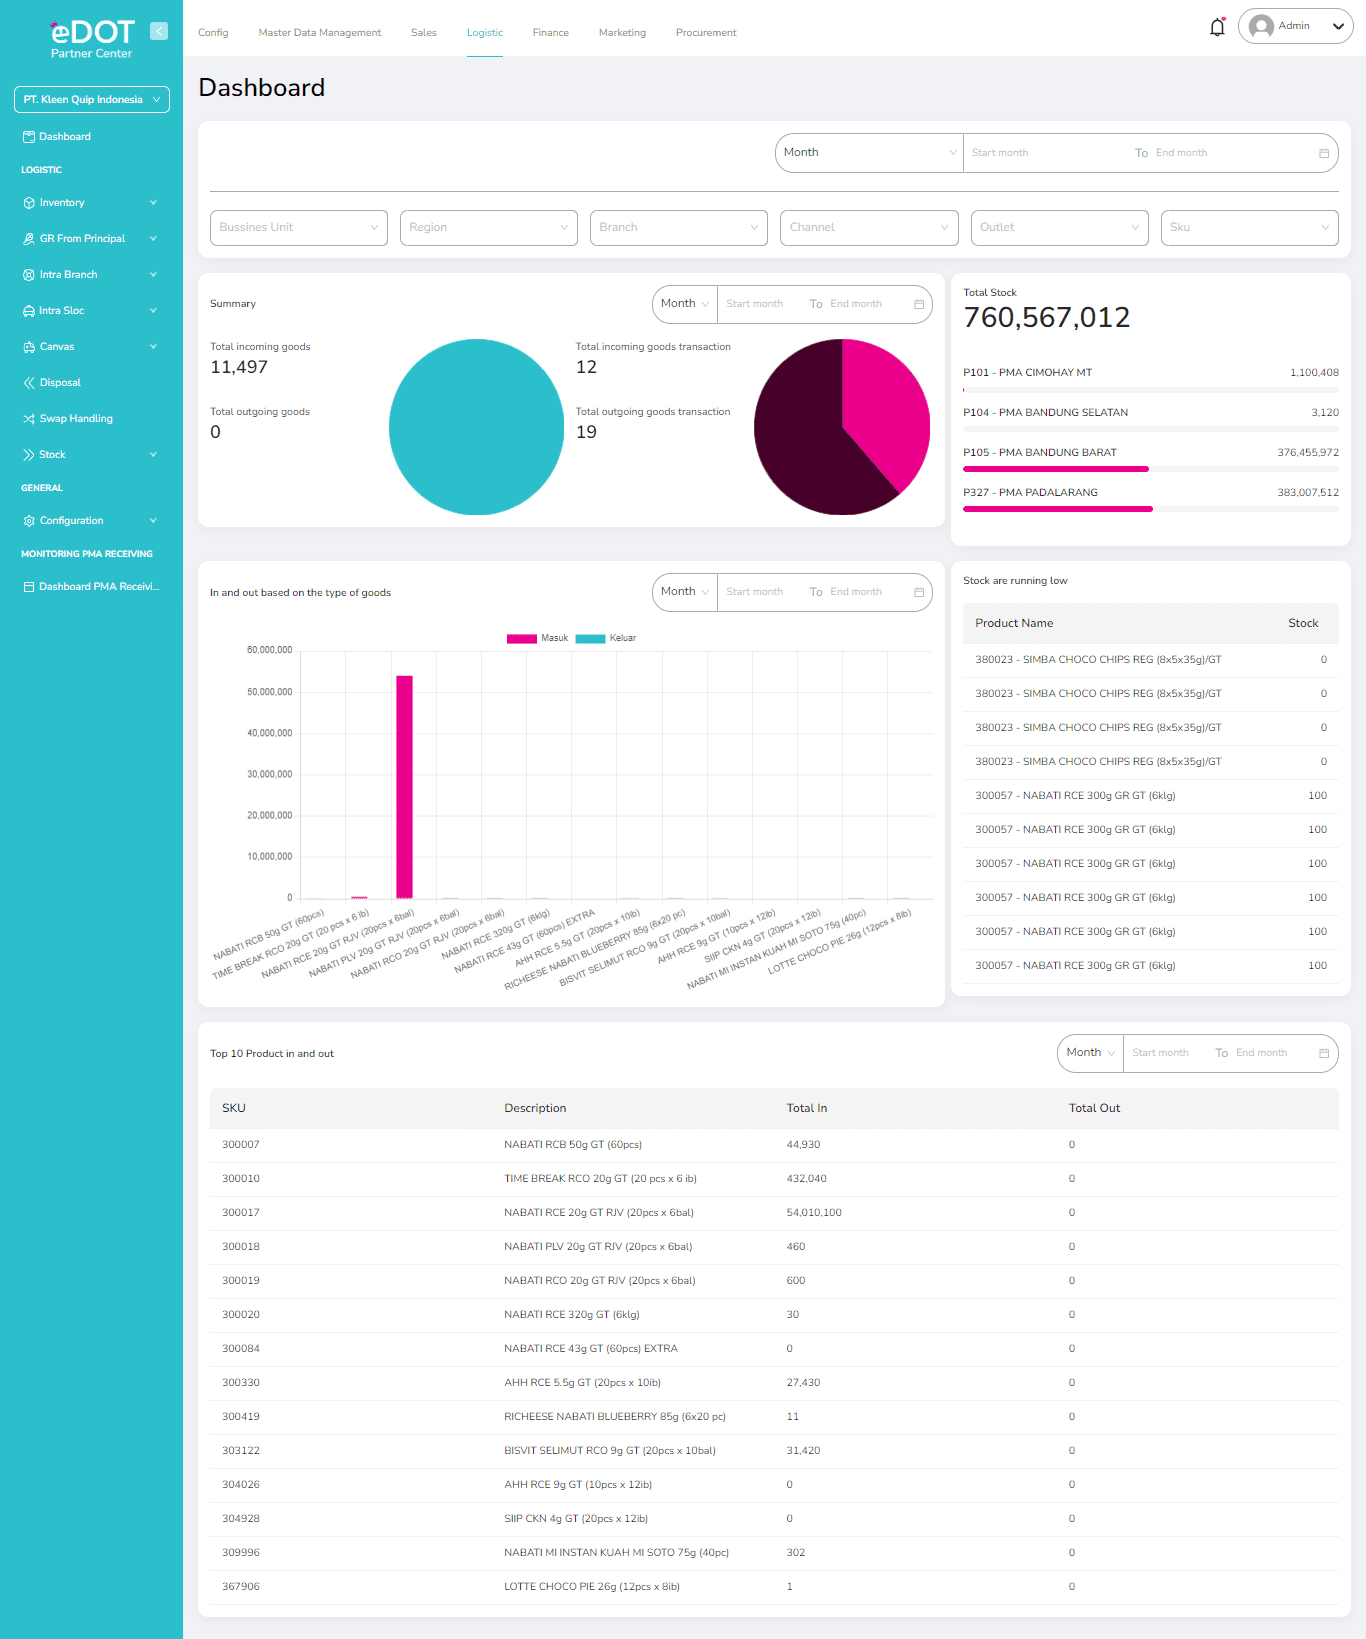 eDOT
Partner Center
PT. Kleen Quip Indonesia
Dashboard
LOGISTIC
Inventory
GR From Principal
Intra Branch
Intra Sloc
Canvas
Disposal
Swap Handling
Stock
GENERAL
Configuration
MONITORING PMA RECEIVING
Dashboard PMA Receivi...
Config Master Data Management Sales Logistic Finance Marketing Procurement
Admin
Dashboard
Month Start month To End month
Bussines Unit Region Branch Channel Outlet Sku
Summary
Month Start month To End month
Total incoming goods
11,497
Total outgoing goods
0
Total incoming goods transaction
12
Total outgoing goods transaction
19
Total Stock
760,567,012
P101 - PMA CIMOHAY MT 1,100,408
P104 - PMA BANDUNG SELATAN 3,120
P105 - PMA BANDUNG BARAT 376,455,972
P327 - PMA PADALARANG 383,007,512
In and out based on the type of goods
Month Start month To End month
Masuk Keluar
60,000,000
50,000,000
40,000,000
30,000,000
20,000,000
10,000,000
0
NABATI RCB 50g GT (60pcs)
TIME BREAK RCO 20g GT (20 pcs x 6 ib)
NABATI RCE 20g GT RJV (20pcs x 6bal)
NABATI PLV 20g GT RJV (20pcs x 6bal)
NABATI RCO 20g GT RJV (20pcs x 6bal)
NABATI RCE 320g GT (6klg)
NABATI RCE 43g GT (60pcs) EXTRA
AHH RCE 5.5g GT (20pcs x 10ib)
RICHEESE NABATI BLUEBERRY 85g (6x20 pc)
BISVIT SELIMUT RCO 9g GT (20pcs x 10bal)
AHH RCE 9g GT (10pcs x 12ib)
SIIP CKN 4g GT (20pcs x 12ib)
NABATI MI INSTAN KUAH MI SOTO 75g (40pc)
LOTTE CHOCO PIE 26g (12pcs x 8ib)
Stock are running low
Product Name Stock
380023 - SIMBA CHOCO CHIPS REG (8x5x35g)/GT 0
380023 - SIMBA CHOCO CHIPS REG (8x5x35g)/GT 0
380023 - SIMBA CHOCO CHIPS REG (8x5x35g)/GT 0
380023 - SIMBA CHOCO CHIPS REG (8x5x35g)/GT 0
300057 - NABATI RCE 300g GR GT (6klg) 100
300057 - NABATI RCE 300g GR GT (6klg) 100
300057 - NABATI RCE 300g GR GT (6klg) 100
300057 - NABATI RCE 300g GR GT (6klg) 100
300057 - NABATI RCE 300g GR GT (6klg) 100
300057 - NABATI RCE 300g GR GT (6klg) 100
Top 10 Product in and out
Month Start month To End month
SKU Description Total In Total Out
300007 NABATI RCB 50g GT (60pcs) 44,930 0
300010 TIME BREAK RCO 20g GT (20 pcs x 6 ib) 432,040 0
300017 NABATI RCE 20g GT RJV (20pcs x 6bal) 54,010,100 0
300018 NABATI PLV 20g GT RJV (20pcs x 6bal) 460 0
300019 NABATI RCO 20g GT RJV (20pcs x 6bal) 600 0
300020 NABATI RCE 320g GT (6klg) 30 0
300084 NABATI RCE 43g GT (60pcs) EXTRA 0 0
300330 AHH RCE 5.5g GT (20pcs x 10ib) 27,430 0
300419 RICHEESE NABATI BLUEBERRY 85g (6x20 pc) 11 0
303122 BISVIT SELIMUT RCO 9g GT (20pcs x 10bal) 31,420 0
304026 AHH RCE 9g GT (10pcs x 12ib) 0 0
304928 SIIP CKN 4g GT (20pcs x 12ib) 0 0
309996 NABATI MI INSTAN KUAH MI SOTO 75g (40pc) 302 0
367906 LOTTE CHOCO PIE 26g (12pcs x 8ib) 1 0